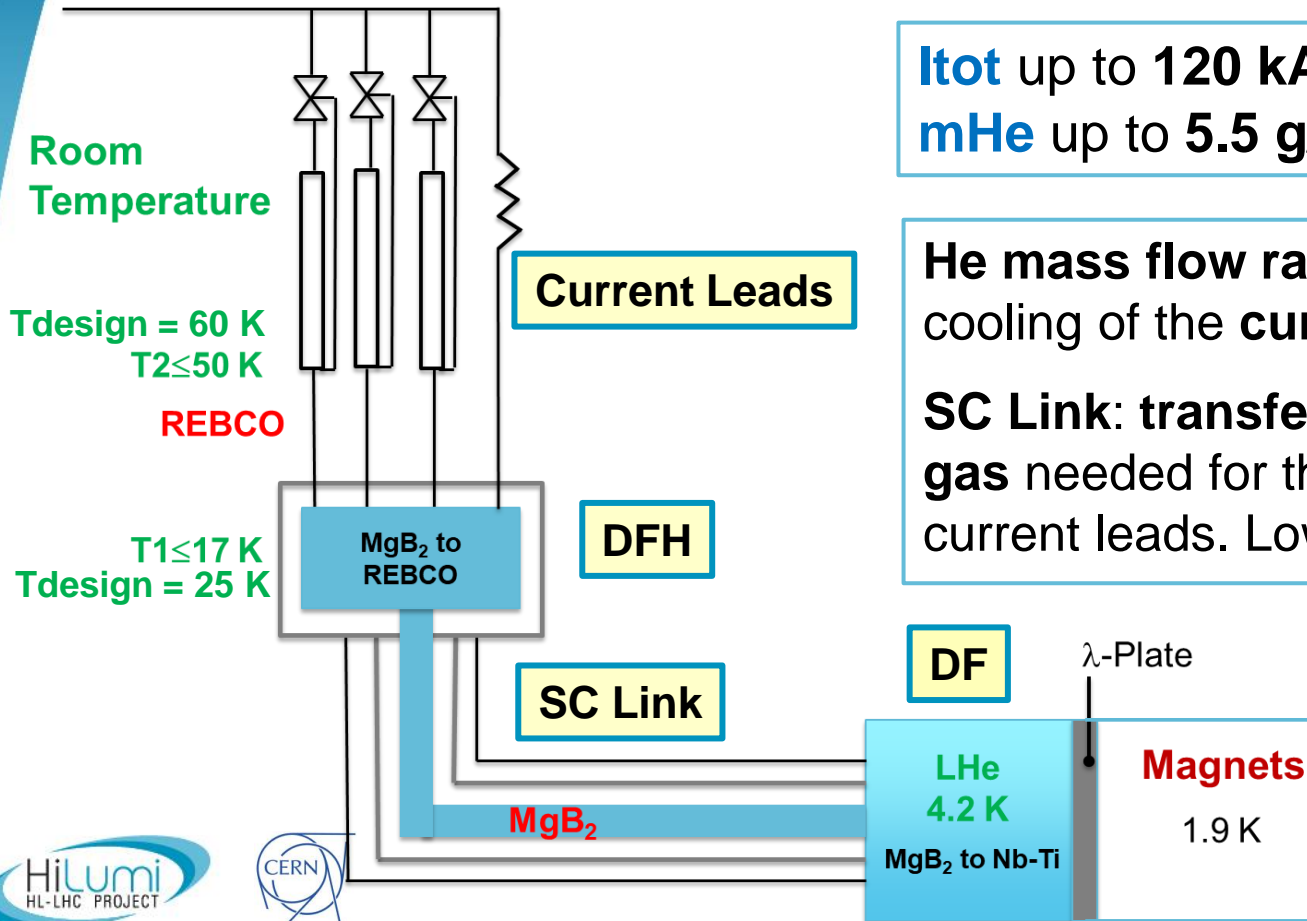 Itot up to 120 kA
mHe up to 5.5 g/
Room
Temperature
Current Leads
He mass flow ra
cooling of the cur
SC Link: transfe
gas needed for th
current leads. Low
Tdesign = 60 K
T2≤50 K
REBCO
T1≤17 K
Tdesign = 25 K
MgB₂ to
REBCO
DFH
SC Link
DF
λ-Plate
LHe
4.2 K
MgB₂ to Nb-Ti
Magnets
1.9 K
MgB₂
HiLumi
HL-LHC PROJECT
CERN